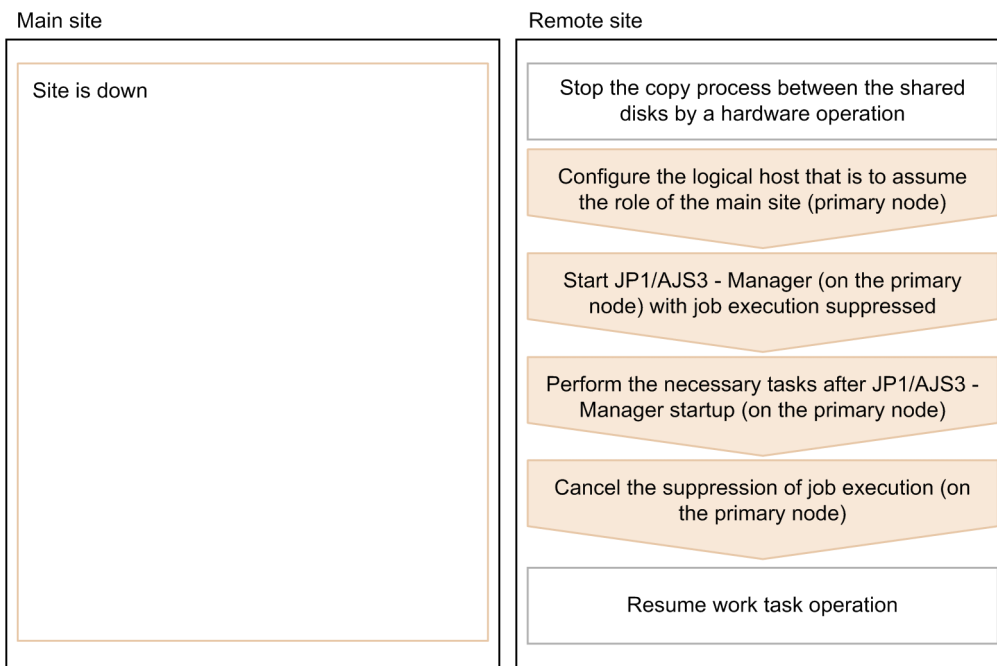 Main site
Site is down
Remote site
Stop the copy process between the shared
disks by a hardware operation
Configure the logical host that is to assume
the role of the main site (primary node)
Start JP1/AJS3 - Manager (on the primary
node) with job execution suppressed
Perform the necessary tasks after JP1/AJS3 -
Manager startup (on the primary node)
Cancel the suppression of job execution (on
the primary node)
Resume work task operation